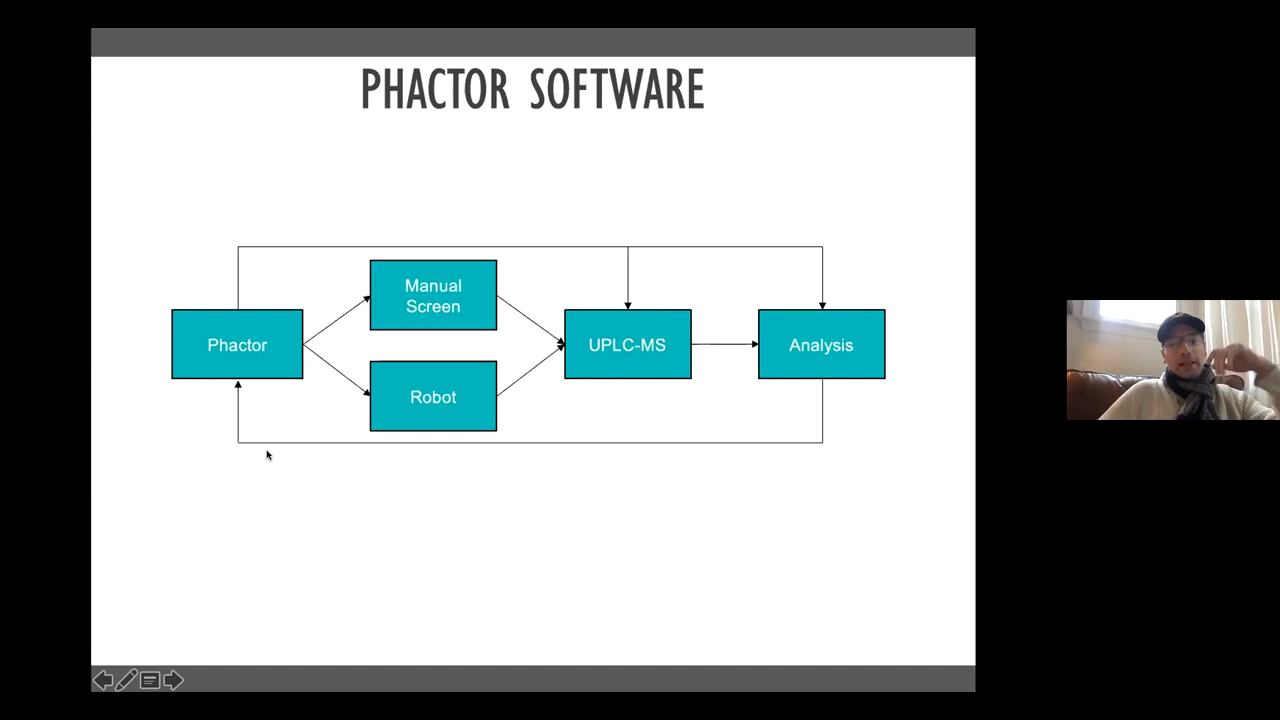 PHACTOR SOFTWARE
Manual
Screen
Phactor
UPLC-MS
Analysis
Robot